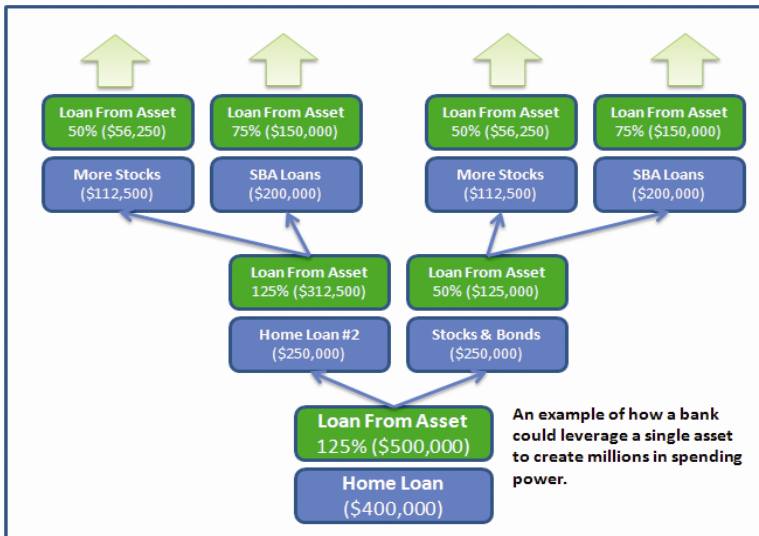 Loan From Asset
50% ($56,250)
Loan From Asset
75% ($150,000)
Loan From Asset
50% ($56,250)
Loan From Asset
75% ($150,000)
More Stocks
($112,500)
SBA Loans
($200,000)
More Stocks
($112,500)
SBA Loans
($200,000)
Loan From Asset
125% ($312,500)
Loan From Asset
50% ($125,000)
Home Loan #2
($250,000)
Stocks & Bonds
($250,000)
Loan From Asset
125% ($500,000)
Home Loan
($400,000)
An example of how a bank
could leverage a single asset
to create millions in spending
power.